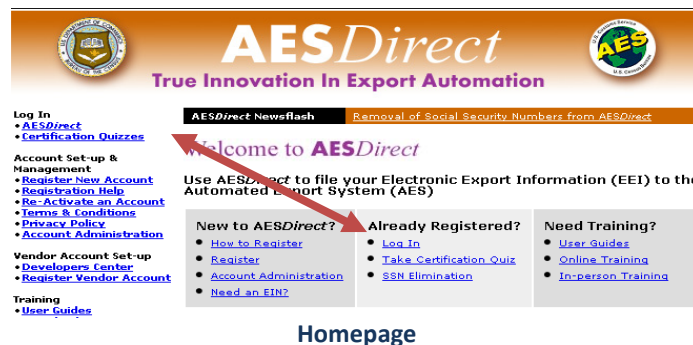 AESDirect
True Innovation In Export Automation
AES
Log In
• AESDirect
• Certification Quizzes
Account Set-up &
Management
• Register New Account
• Registration Help
• Re-Activate an Account
• Terms & Conditions
• Privacy Policy
• Account Administration
Vendor Account Set-up
• Developers Center
• Register Vendor Account
Training
• User Guides
AESDirect Newsflash
Removal of Social Security Numbers from AESDirect
Welcome to AESDirect
Use AESDirect to file your Electronic Export Information (EEI) to the
Automated Export System (AES)
New to AESDirect?
• How to Register
• Register
• Account Administration
• Need an EIN?
Already Registered?
• Log In
• Take Certification Quiz
• SSN Elimination
Need Training?
• User Guides
• Online Training
• In-person Training
Homepage